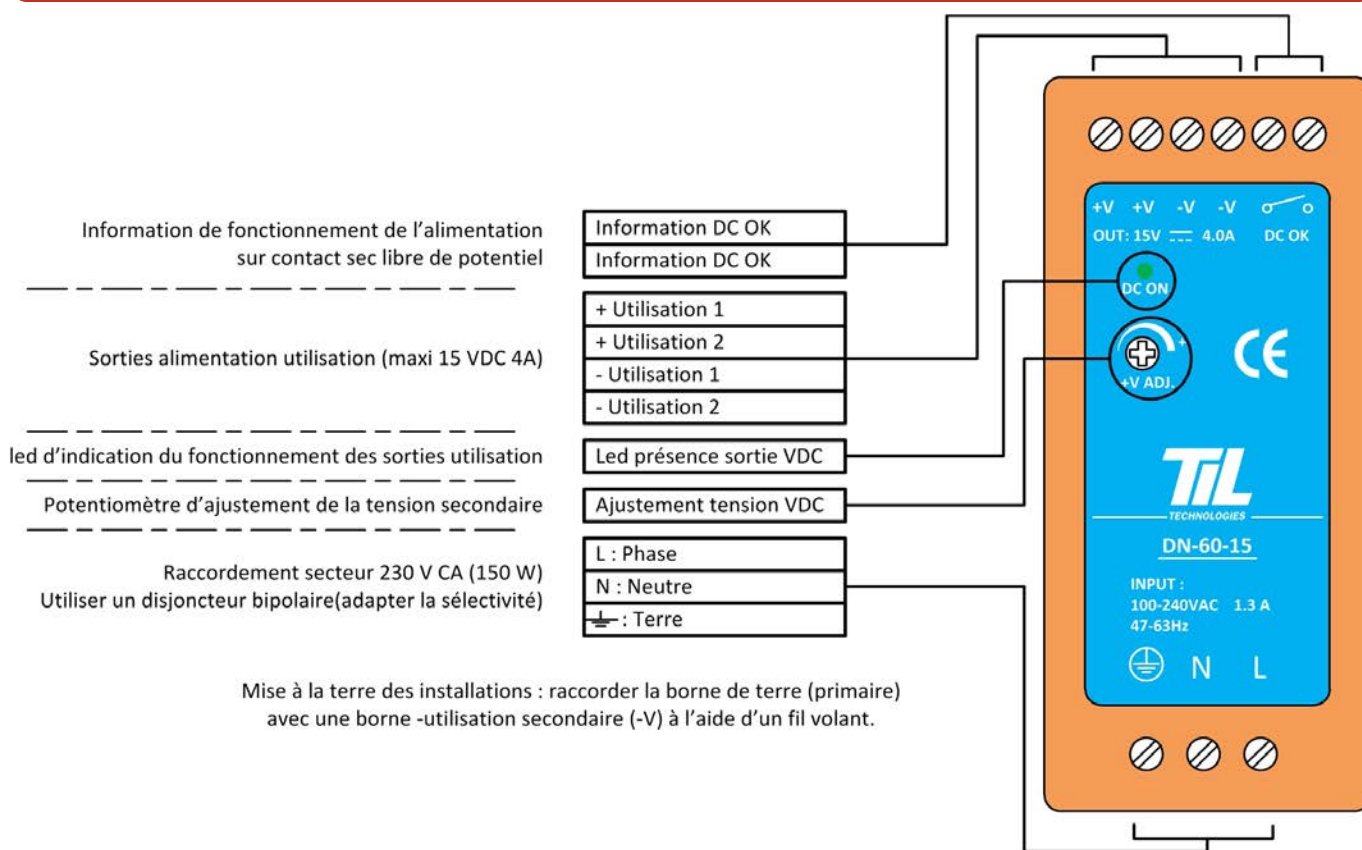 Information de fonctionnement de l'alimentation
sur contact sec libre de potentiel
Information DC OK
Information DC OK
Sorties alimentation utilisation (maxi 15 VDC 4A)
+ Utilisation 1
+ Utilisation 2
- Utilisation 1
- Utilisation 2
led d'indication du fonctionnement des sorties utilisation
Led présence sortie VDC
Potentiomètre d'ajustement de la tension secondaire
Ajustement tension VDC
Raccordement secteur 230 V CA (150 W)
Utiliser un disjoncteur bipolaire(adapter la sélectivité)
L : Phase
N : Neutre
: Terre
Mise à la terre des installations : raccorder la borne de terre (primaire)
avec une borne -utilisation secondaire (-V) à l'aide d'un fil volant.
+V +V -V -V
OUT: 15V 4.0A DC OK
DC ON
+
+V ADJ.
CE
TiL
TECHNOLOGIES
DN-60-15
INPUT :
100-240VAC 1.3 A
47-63Hz
N L